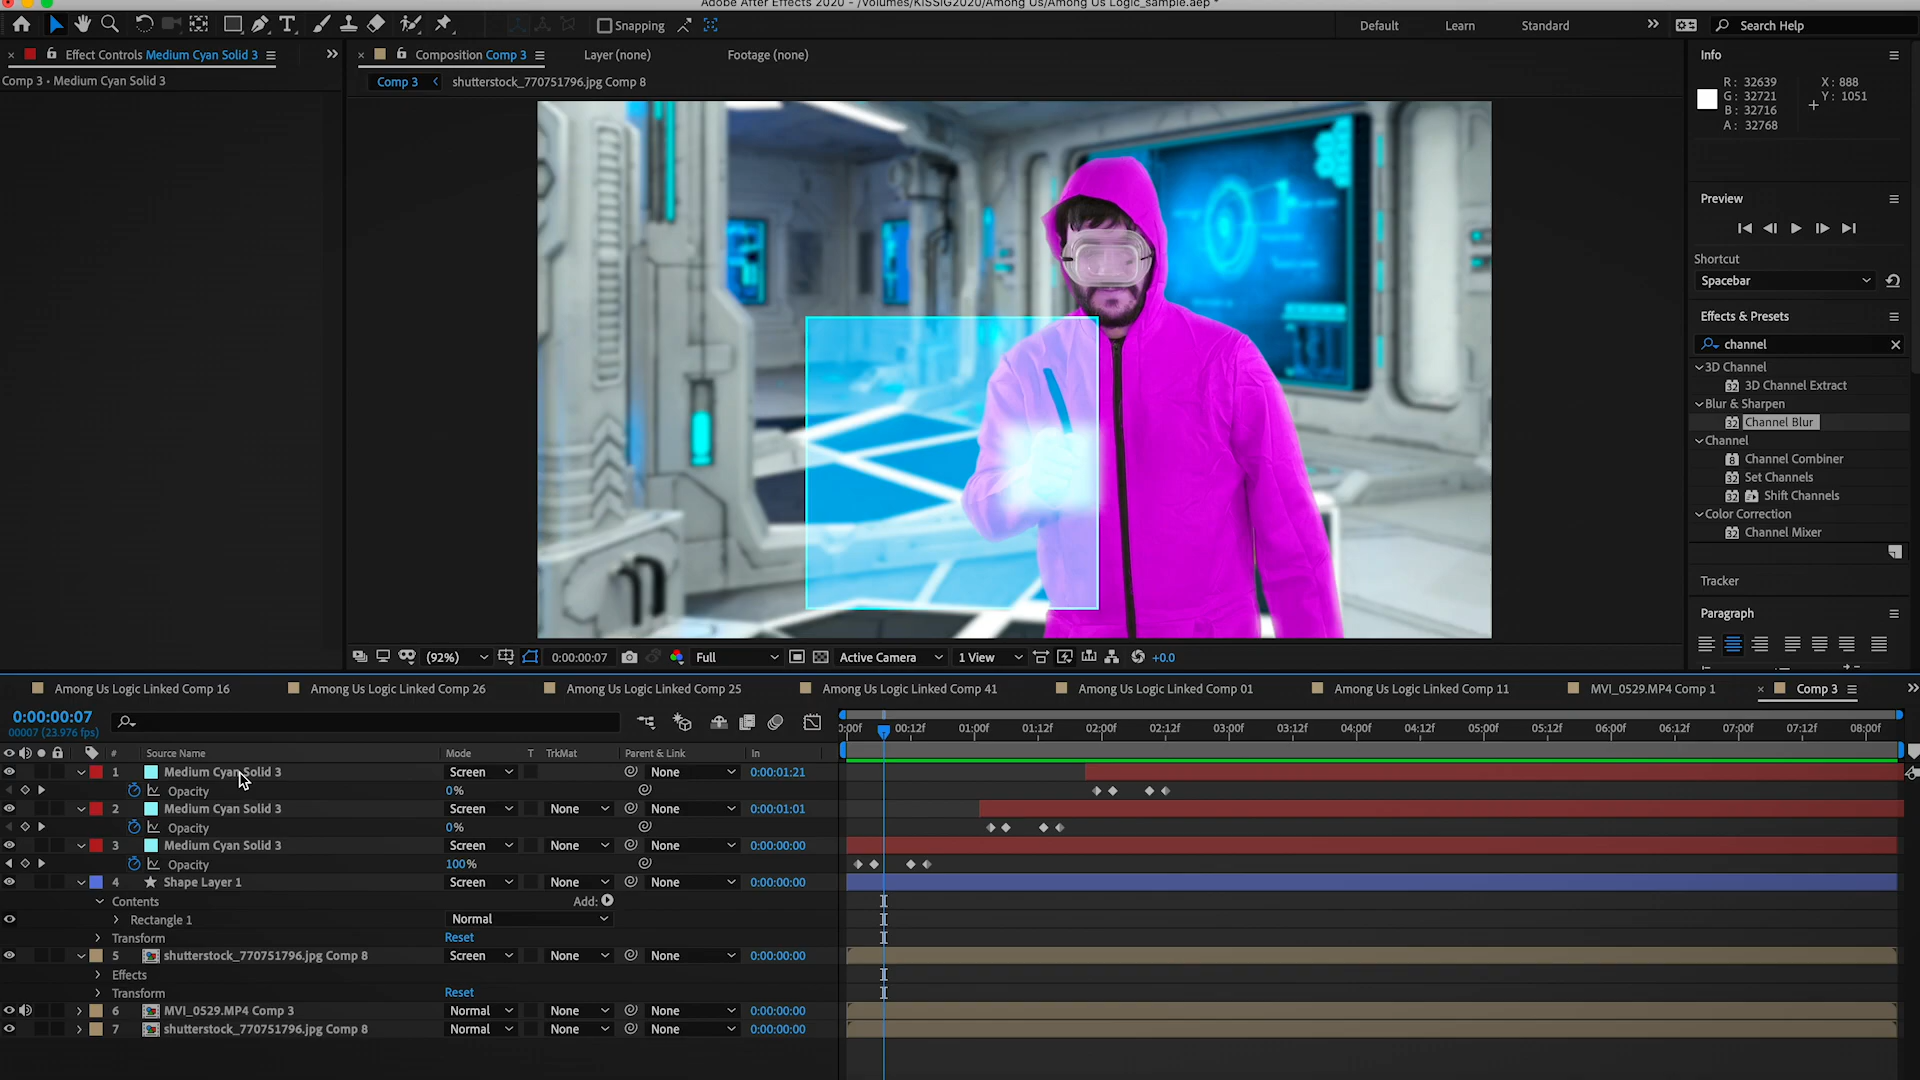 Adobe After Effects 2020 - /Volumes/KISSIG2020/Among Us/Among Us Logic_sample.aep *
Snapping
Default
Learn
Standard
Search Help
Effect Controls Medium Cyan Solid 3
Composition Comp 3
Layer (none)
Footage (none)
Info
Comp 3 • Medium Cyan Solid 3
Comp 3
shutterstock_770751796.jpg Comp 8
R: 32639
G: 32721
B: 32716
A: 32768
X: 888
Y: 1051
Preview
Shortcut
Spacebar
Effects & Presets
channel
3D Channel
3D Channel Extract
Blur & Sharpen
Channel Blur
Channel
Channel Combiner
Set Channels
Shift Channels
Color Correction
Channel Mixer
Tracker
Paragraph
(92%)
0:00:00:07
Full
Active Camera
1 View
+0.0
Among Us Logic Linked Comp 16
Among Us Logic Linked Comp 26
Among Us Logic Linked Comp 25
Among Us Logic Linked Comp 41
Among Us Logic Linked Comp 01
Among Us Logic Linked Comp 11
MVI_0529.MP4 Comp 1
Comp 3
0:00:00:07
00007 (23.976 fps)
0:00f 00:12f 01:00f 01:12f 02:00f 02:12f 03:00f 03:12f 04:00f 04:12f 05:00f 05:12f 06:00f 06:12f 07:00f 07:12f 08:00f
# Source Name Mode T TrkMat Parent & Link In
1 Medium Cyan Solid 3 Screen None 0:00:01:21
Opacity 0%
2 Medium Cyan Solid 3 Screen None None 0:00:01:01
Opacity 0%
3 Medium Cyan Solid 3 Screen None None 0:00:00:00
Opacity 100%
4 Shape Layer 1 Screen None None 0:00:00:00
Contents Add:
Rectangle 1 Normal
Transform Reset
5 shutterstock_770751796.jpg Comp 8 Screen None None 0:00:00:00
Effects
Transform Reset
6 MVI_0529.MP4 Comp 3 Normal None None 0:00:00:00
7 shutterstock_770751796.jpg Comp 8 Normal None None 0:00:00:00